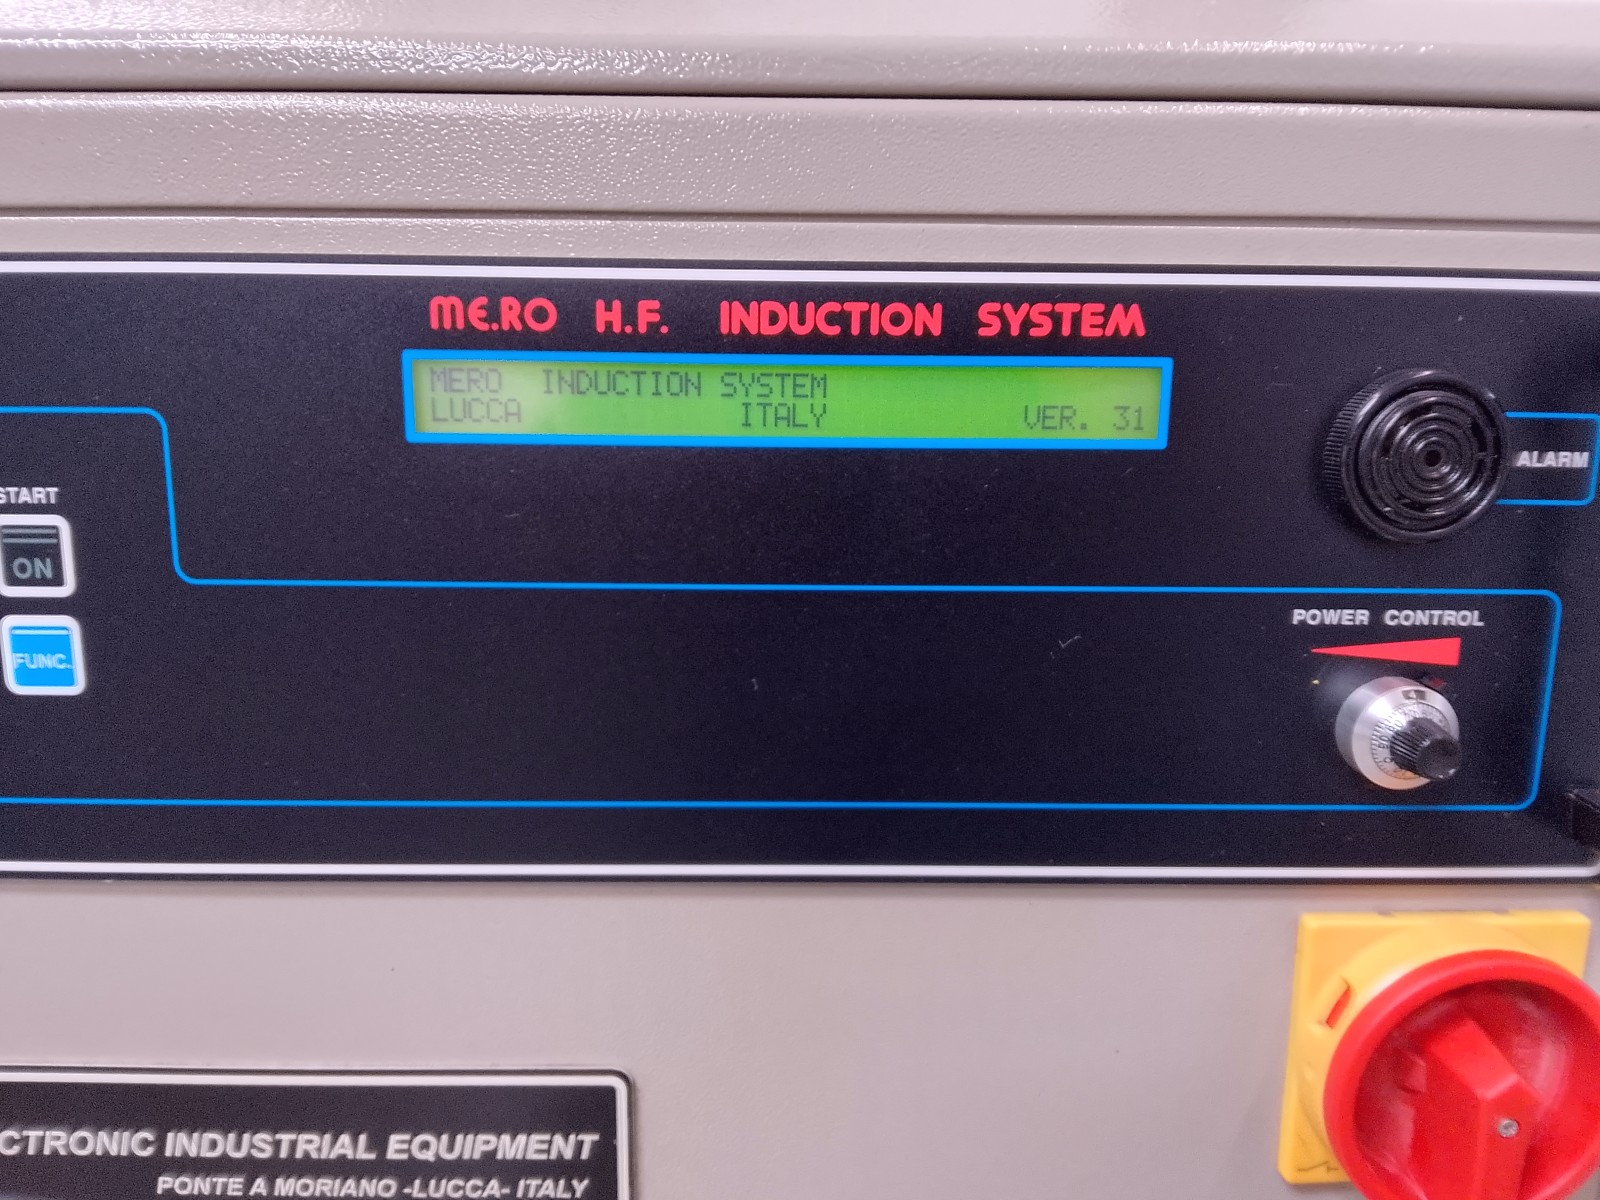 ME.RO H.F. INDUCTION SYSTEM
MERO INDUCTION SYSTEM
LUCCA ITALY VER. 31
ALARM
START
ON
FUNC.
POWER CONTROL
4
CTRONIC INDUSTRIAL EQUIPMENT
PONTE A MORIANO -LUCCA- ITALY